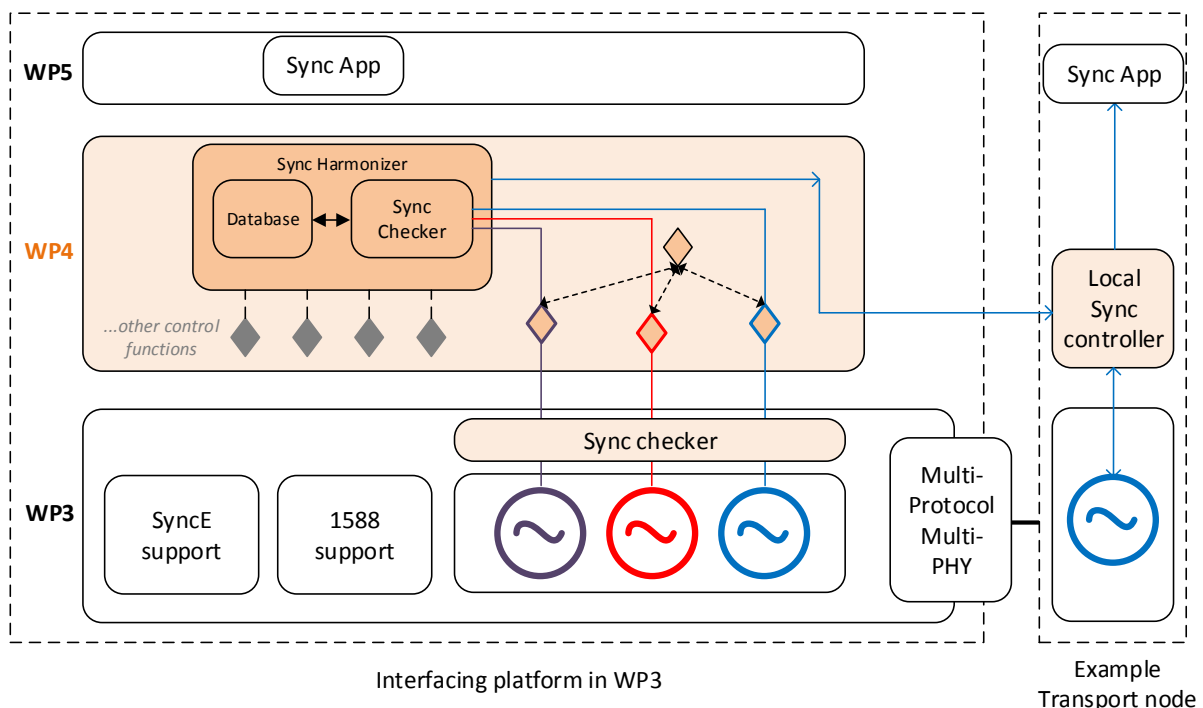 WP5
Sync App
Sync App
WP4
Sync Harmonizer
Database
Sync
Checker
...other control
functions
Local
Sync
controller
WP3
Sync checker
SyncE
support
1588
support
Multi-
Protocol
Multi-
PHY
Interfacing platform in WP3
Example
Transport node